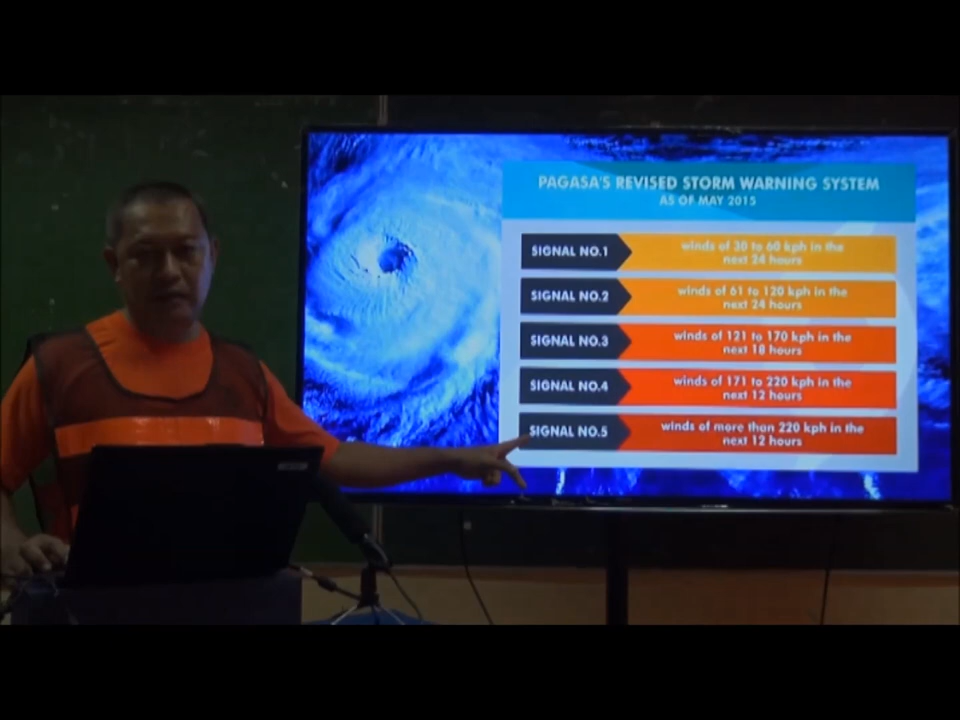 PAGASA'S REVISED STORM WARNING SYSTEM
AS OF MAY 2015
SIGNAL NO.1
winds of 30 to 60 kph in the
next 24 hours
SIGNAL NO.2
winds of 61 to 120 kph in the
next 24 hours
SIGNAL NO.3
winds of 121 to 170 kph in the
next 18 hours
SIGNAL NO.4
winds of 171 to 220 kph in the
next 12 hours
SIGNAL NO.5
winds of more than 220 kph in the
next 12 hours